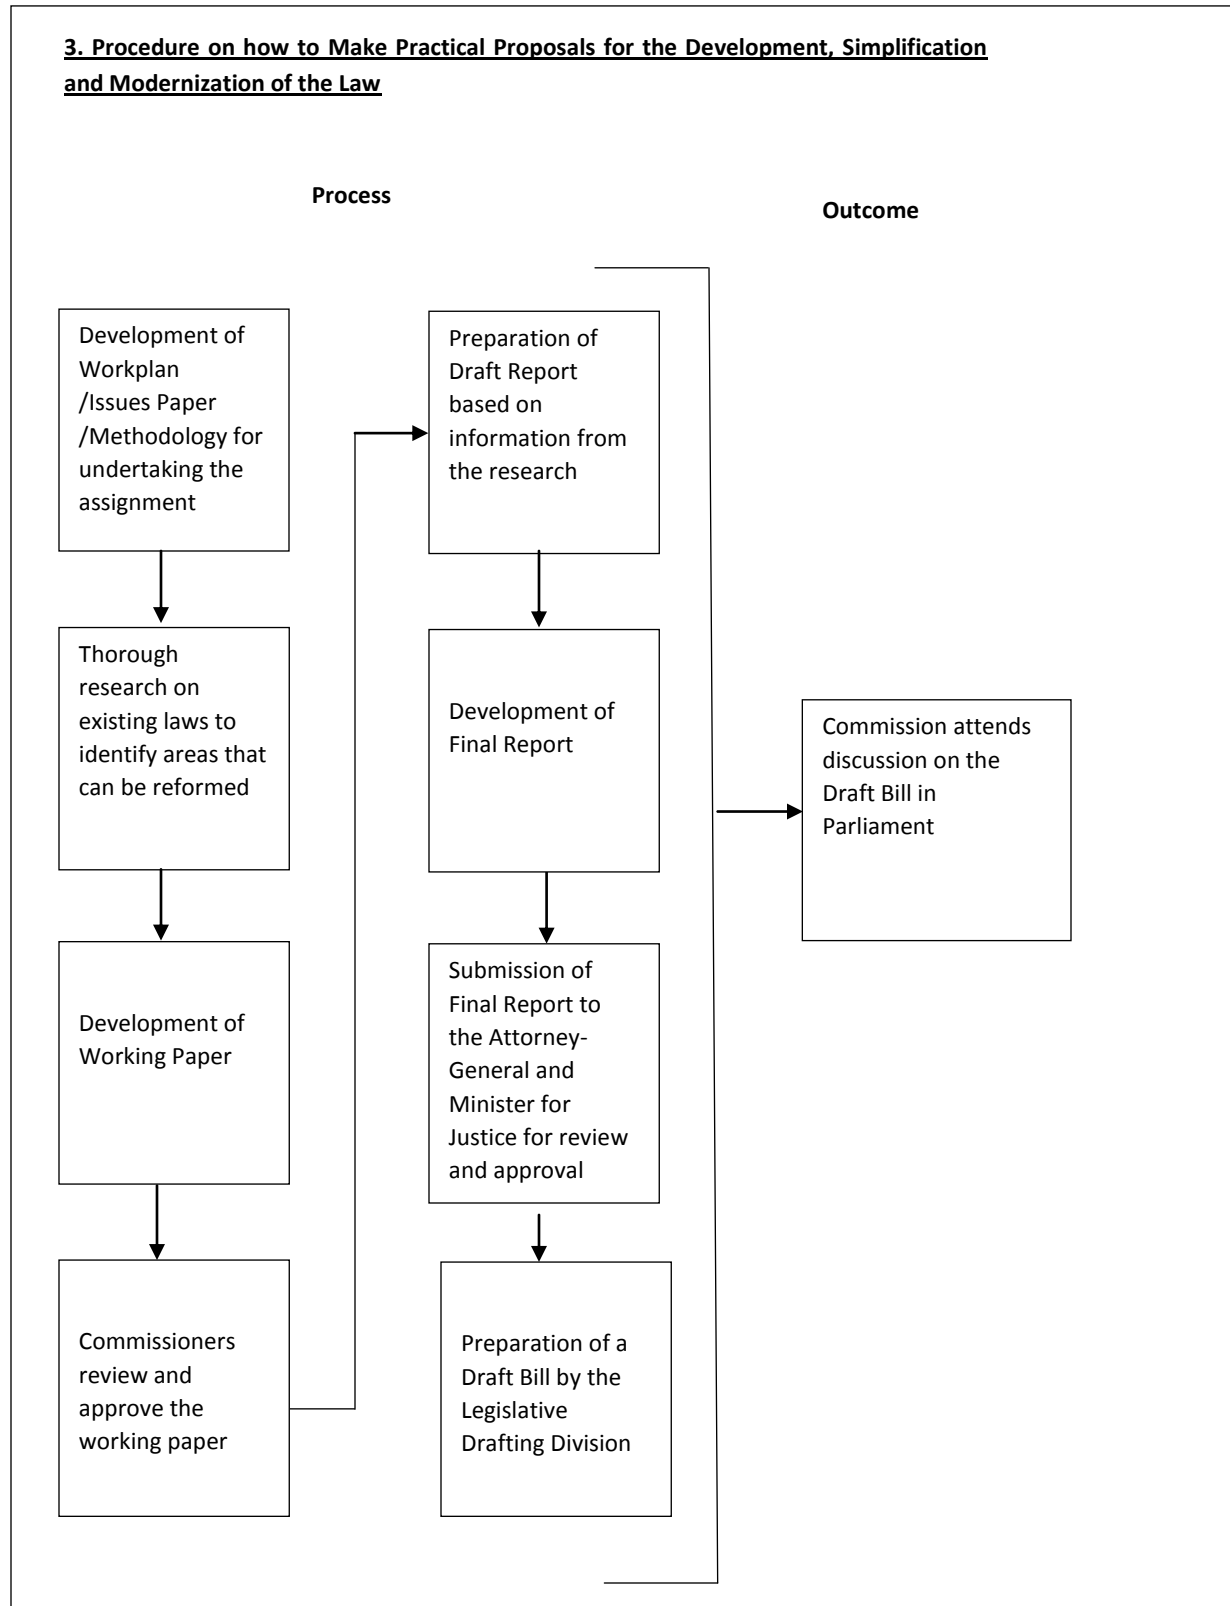 3. Procedure on how to Make Practical Proposals for the Development, Simplification
and Modernization of the Law
Process
Outcome
Development of
Workplan
/Issues Paper
/Methodology for
undertaking the
assignment
Thorough
research on
existing laws to
identify areas that
can be reformed
Development of
Working Paper
Commissioners
review and
approve the
working paper
Preparation of
Draft Report
based on
information from
the research
Development of
Final Report
Submission of
Final Report to
the Attorney-
General and
Minister for
Justice for review
and approval
Preparation of a
Draft Bill by the
Legislative
Drafting Division
Commission attends
discussion on the
Draft Bill in
Parliament